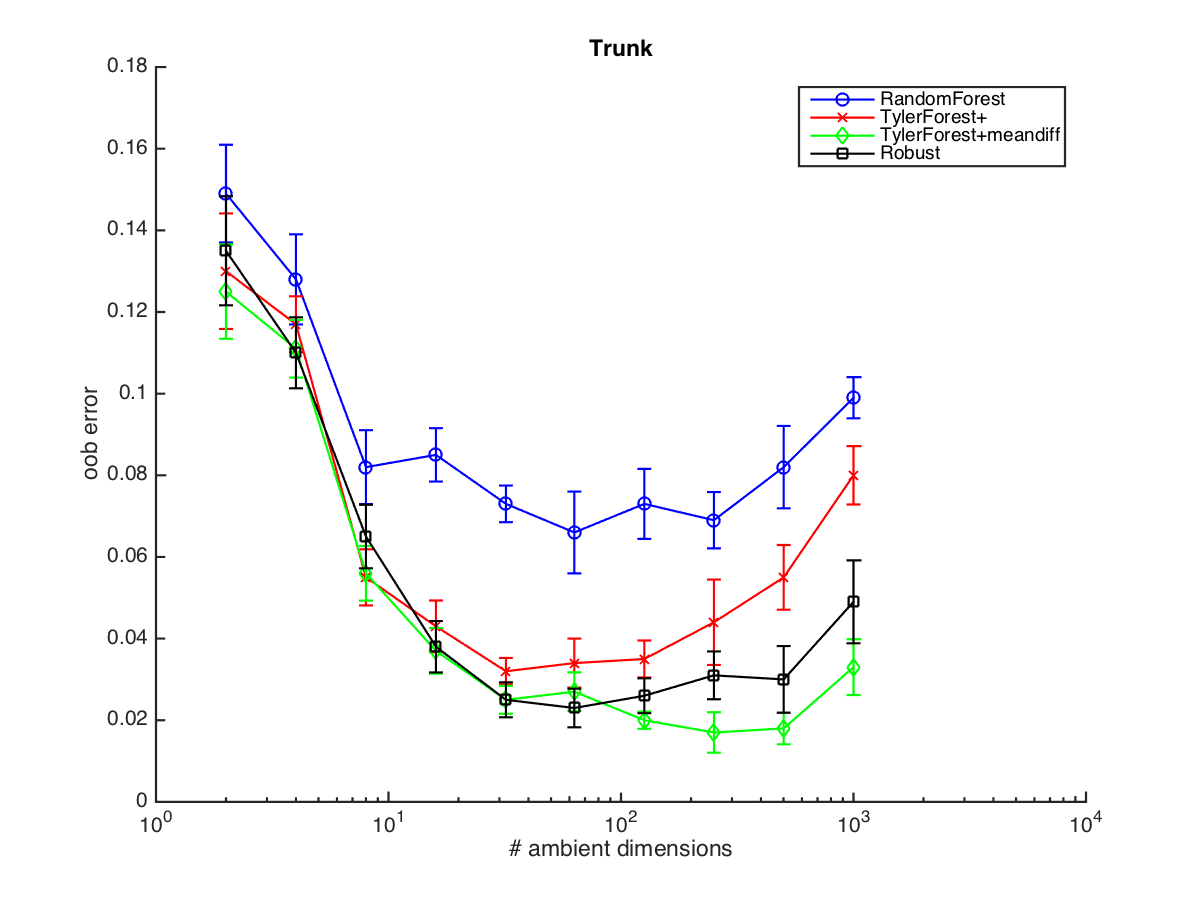 Trunk
0.18
0.16
0.14
0.12
0.1
0.08
0.06
0.04
0.02
0
oob error
RandomForest
TylerForest+
TylerForest+meandiff
Robust
10^0 10^1 10^2 10^3 10^4
# ambient dimensions